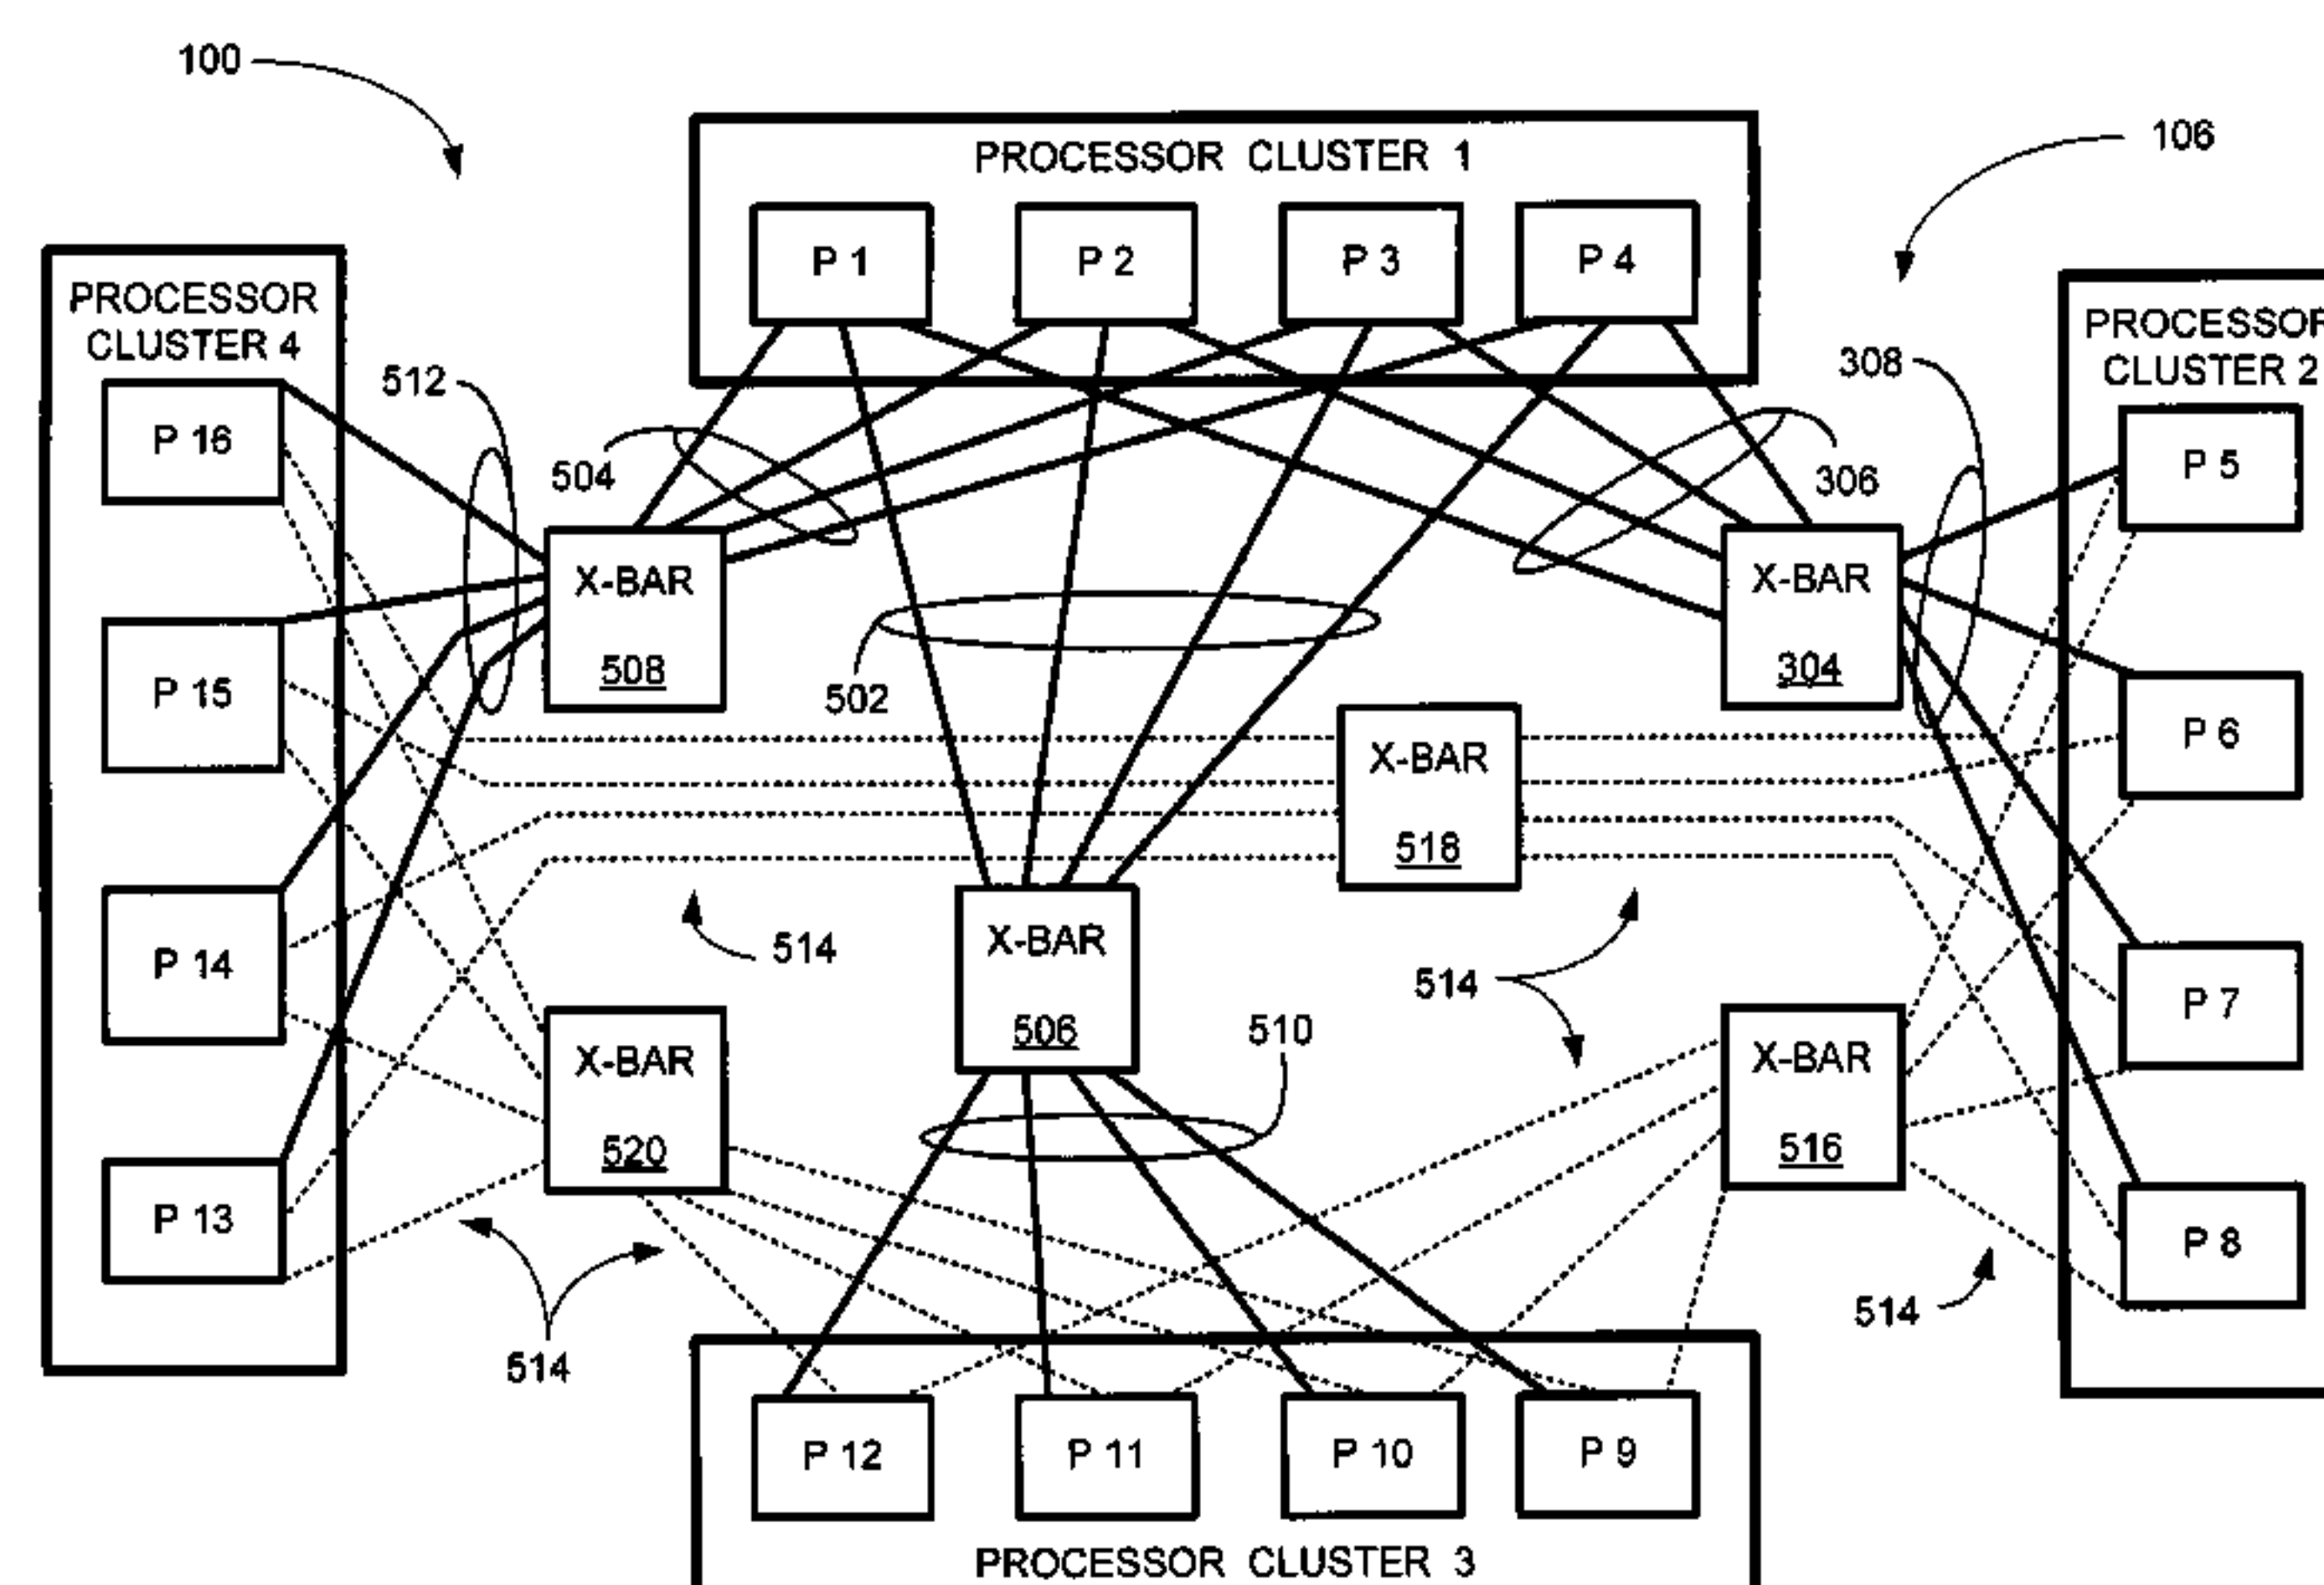 100
106
PROCESSOR CLUSTER 1
P 1
P 2
P 3
P 4
PROCESSOR
CLUSTER 4
P 16
P 15
P 14
P 13
512
504
502
306
308
PROCESSOR
CLUSTER 2
P 5
P 6
P 7
P 8
X-BAR
508
X-BAR
304
X-BAR
518
X-BAR
506
X-BAR
520
X-BAR
516
514
514
510
514
514
P 12
P 11
P 10
P 9
PROCESSOR CLUSTER 3